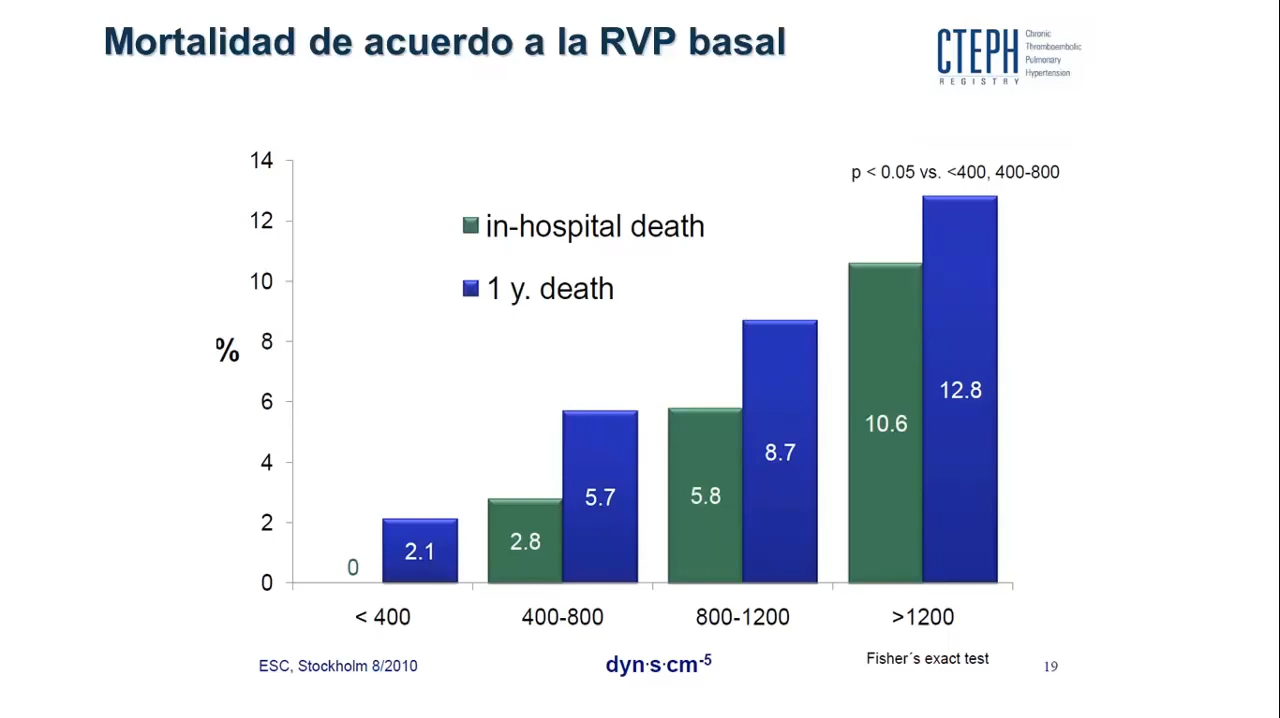 Mortalidad de acuerdo a la RVP basal
CTEPH
REGISTRY
Chronic
Thromboembolic
Pulmonary
Hypertension
p < 0.05 vs. <400, 400-800
in-hospital death
1 y. death
%
14
12
10
8
6
4
2
0
0
2.1
2.8
5.7
5.8
8.7
10.6
12.8
< 400
400-800
800-1200
>1200
ESC, Stockholm 8/2010
dyn·s·cm-5
Fisher´s exact test
19